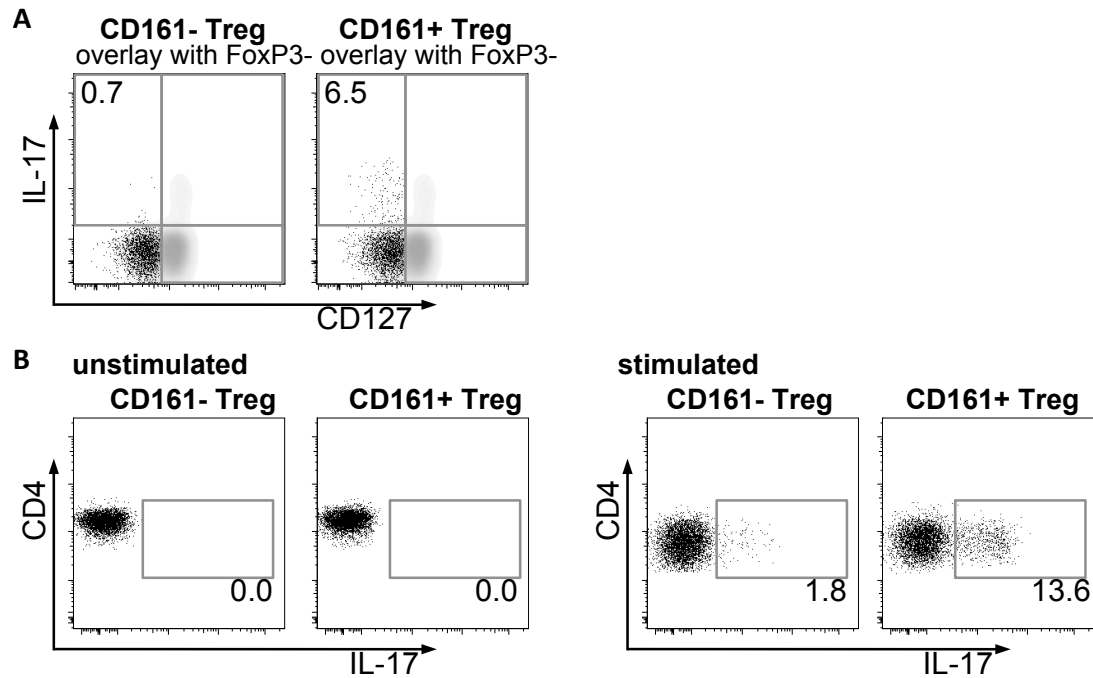 A
CD161- Treg
overlay with FoxP3-
CD161+ Treg
overlay with FoxP3-
0.7
6.5
IL-17
CD127
B
unstimulated
stimulated
CD161- Treg
CD161+ Treg
CD161- Treg
CD161+ Treg
CD4
0.0
0.0
CD4
1.8
13.6
IL-17
IL-17